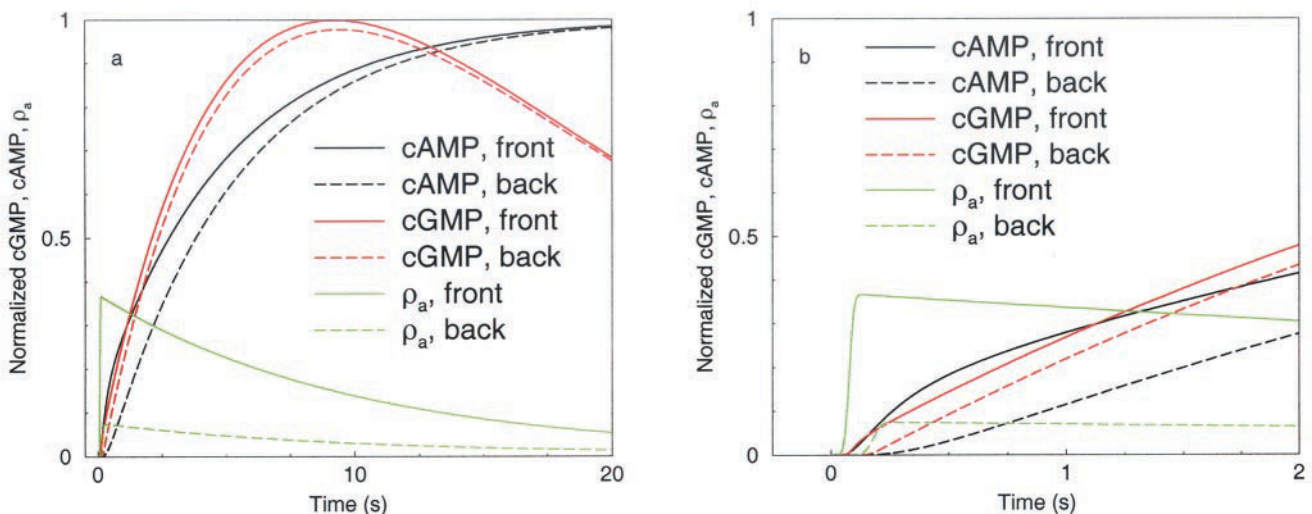 Normalized cGMP, cAMP, ρₐ
1
0.5
0
a
cAMP, front
cAMP, back
cGMP, front
cGMP, back
ρₐ, front
ρₐ, back
0
10
20
Time (s)
Normalized cGMP, cAMP, ρₐ
1
0.5
0
b
cAMP, front
cAMP, back
cGMP, front
cGMP, back
ρₐ, front
ρₐ, back
0
1
2
Time (s)